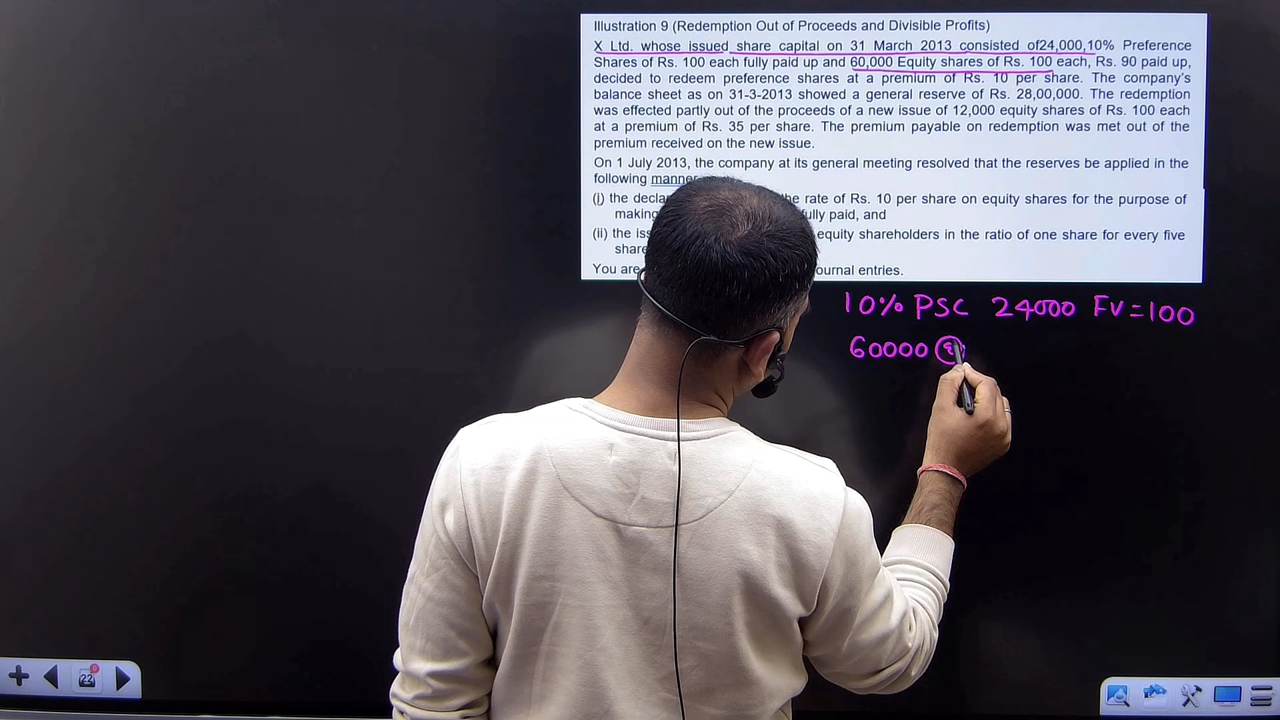 Illustration 9 (Redemption Out of Proceeds and Divisible Profits)
X Ltd. whose issued share capital on 31 March 2013 consisted of24,000,10% Preference
Shares of Rs. 100 each fully paid up and 60,000 Equity shares of Rs. 100 each, Rs. 90 paid up,
decided to redeem preference shares at a premium of Rs. 10 per share. The company's
balance sheet as on 31-3-2013 showed a general reserve of Rs. 28,00,000. The redemption
was effected partly out of the proceeds of a new issue of 12,000 equity shares of Rs. 100 each
at a premium of Rs. 35 per share. The premium payable on redemption was met out of the
premium received on the new issue.
On 1 July 2013, the company at its general meeting resolved that the reserves be applied in the
following manner
(i) the the rate of Rs. 10 per share on equity shares for the purpose of
making fully paid, and
(ii) the equity shareholders in the ratio of one share for every five
You are journal entries.
10% PSC 24000 FV=100
60000
22